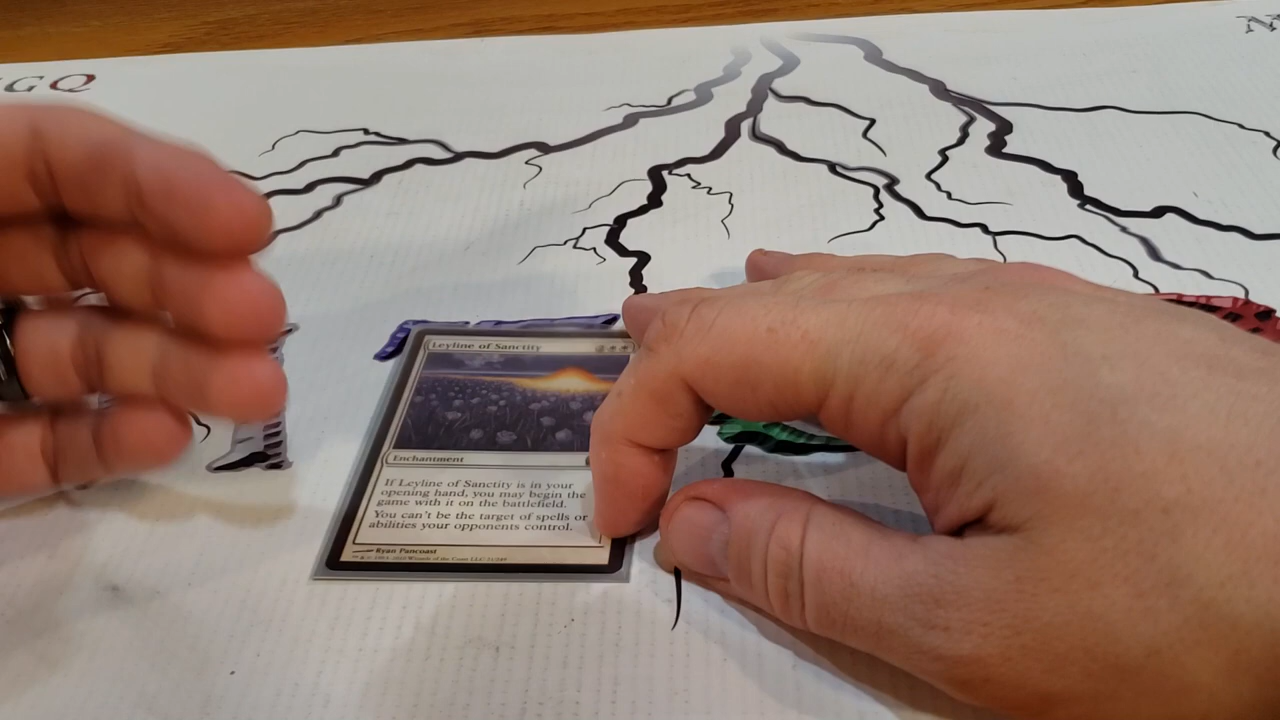 GQ
Leyline of Sanctity
Enchantment
If Leyline of Sanctity is in your
opening hand, you may begin the
game with it on the battlefield.
You can't be the target of spells or
abilities your opponents control.
Ryan Pancoast